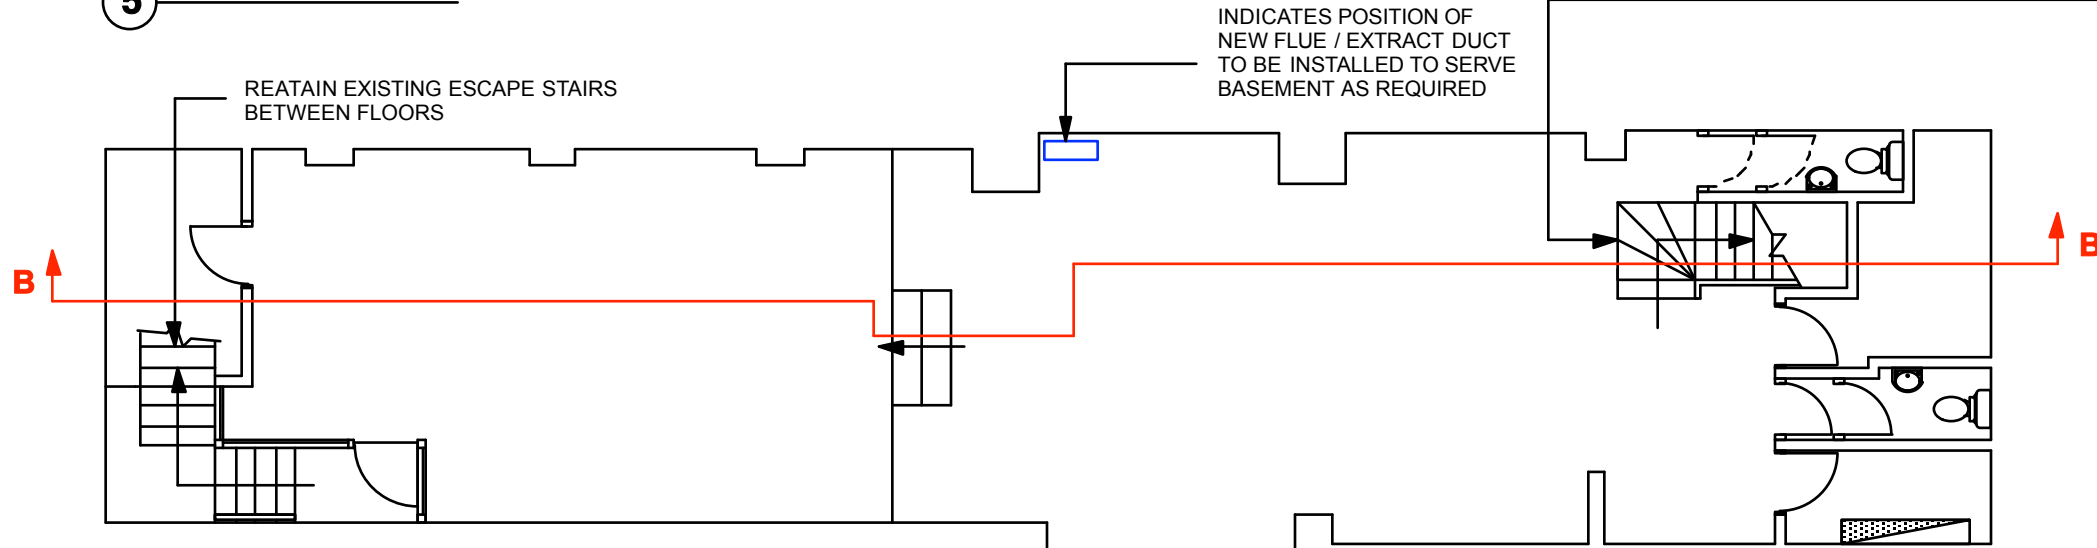 5
INDICATES POSITION OF
NEW FLUE / EXTRACT DUCT
TO BE INSTALLED TO SERVE
BASEMENT AS REQUIRED
REATAIN EXISTING ESCAPE STAIRS
BETWEEN FLOORS
B
B